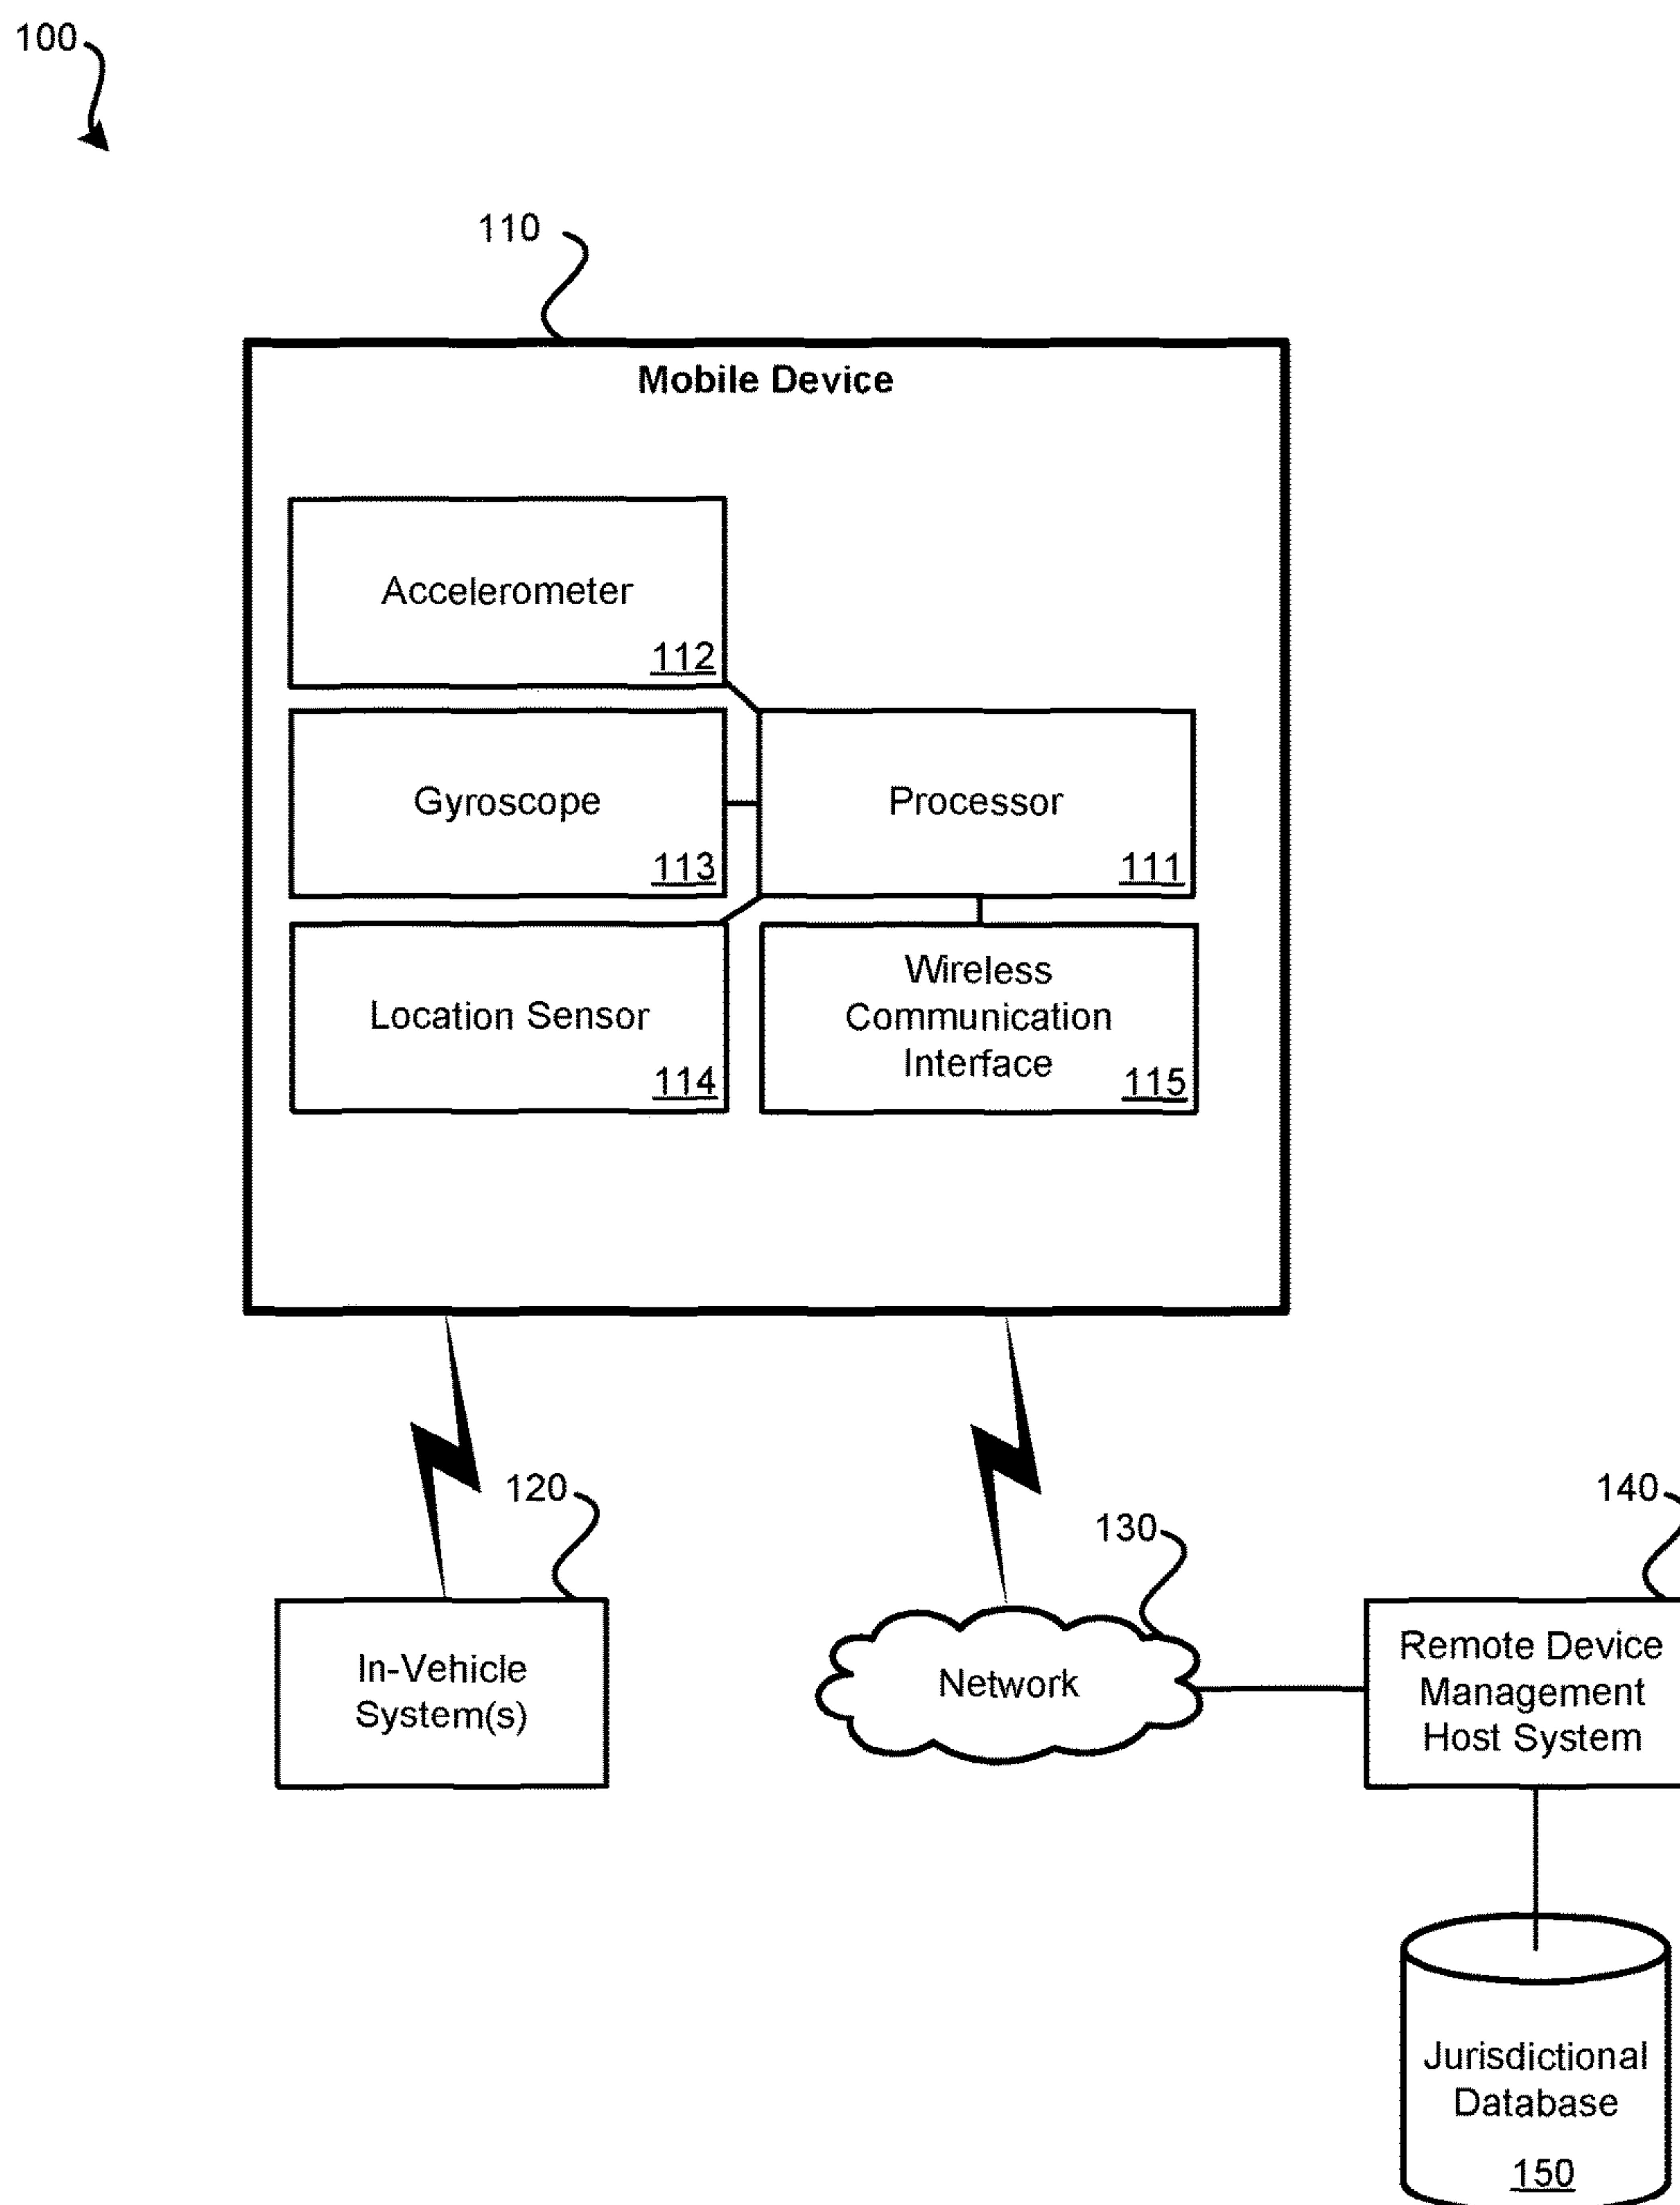 100
110
Mobile Device
Accelerometer
112
Gyroscope
113
Processor
111
Location Sensor
114
Wireless
Communication
Interface
115
120
In-Vehicle
System(s)
130
Network
140
Remote Device
Management
Host System
Jurisdictional
Database
150